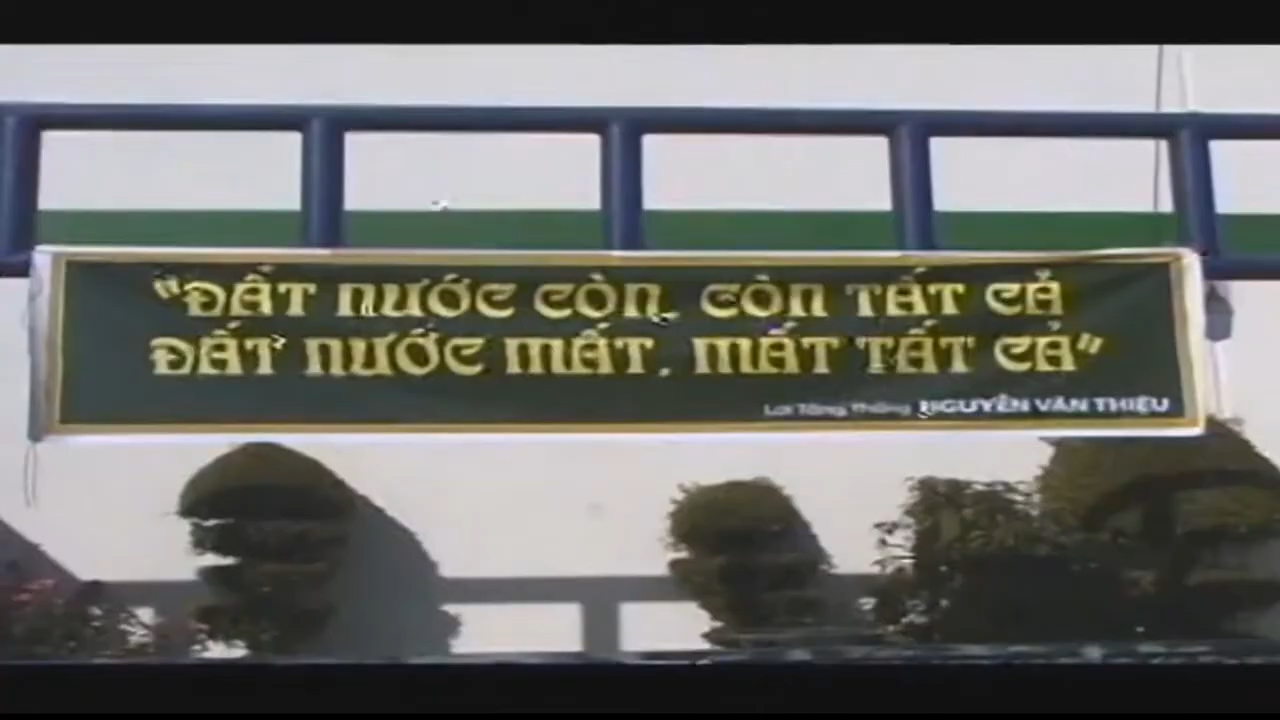 "ĐẤT NƯỚC CÒN, CÒN TẤT CẢ
ĐẤT NƯỚC MẤT, MẤT TẤT CẢ"
Lời Tổng Thống NGUYỄN VĂN THIỆU